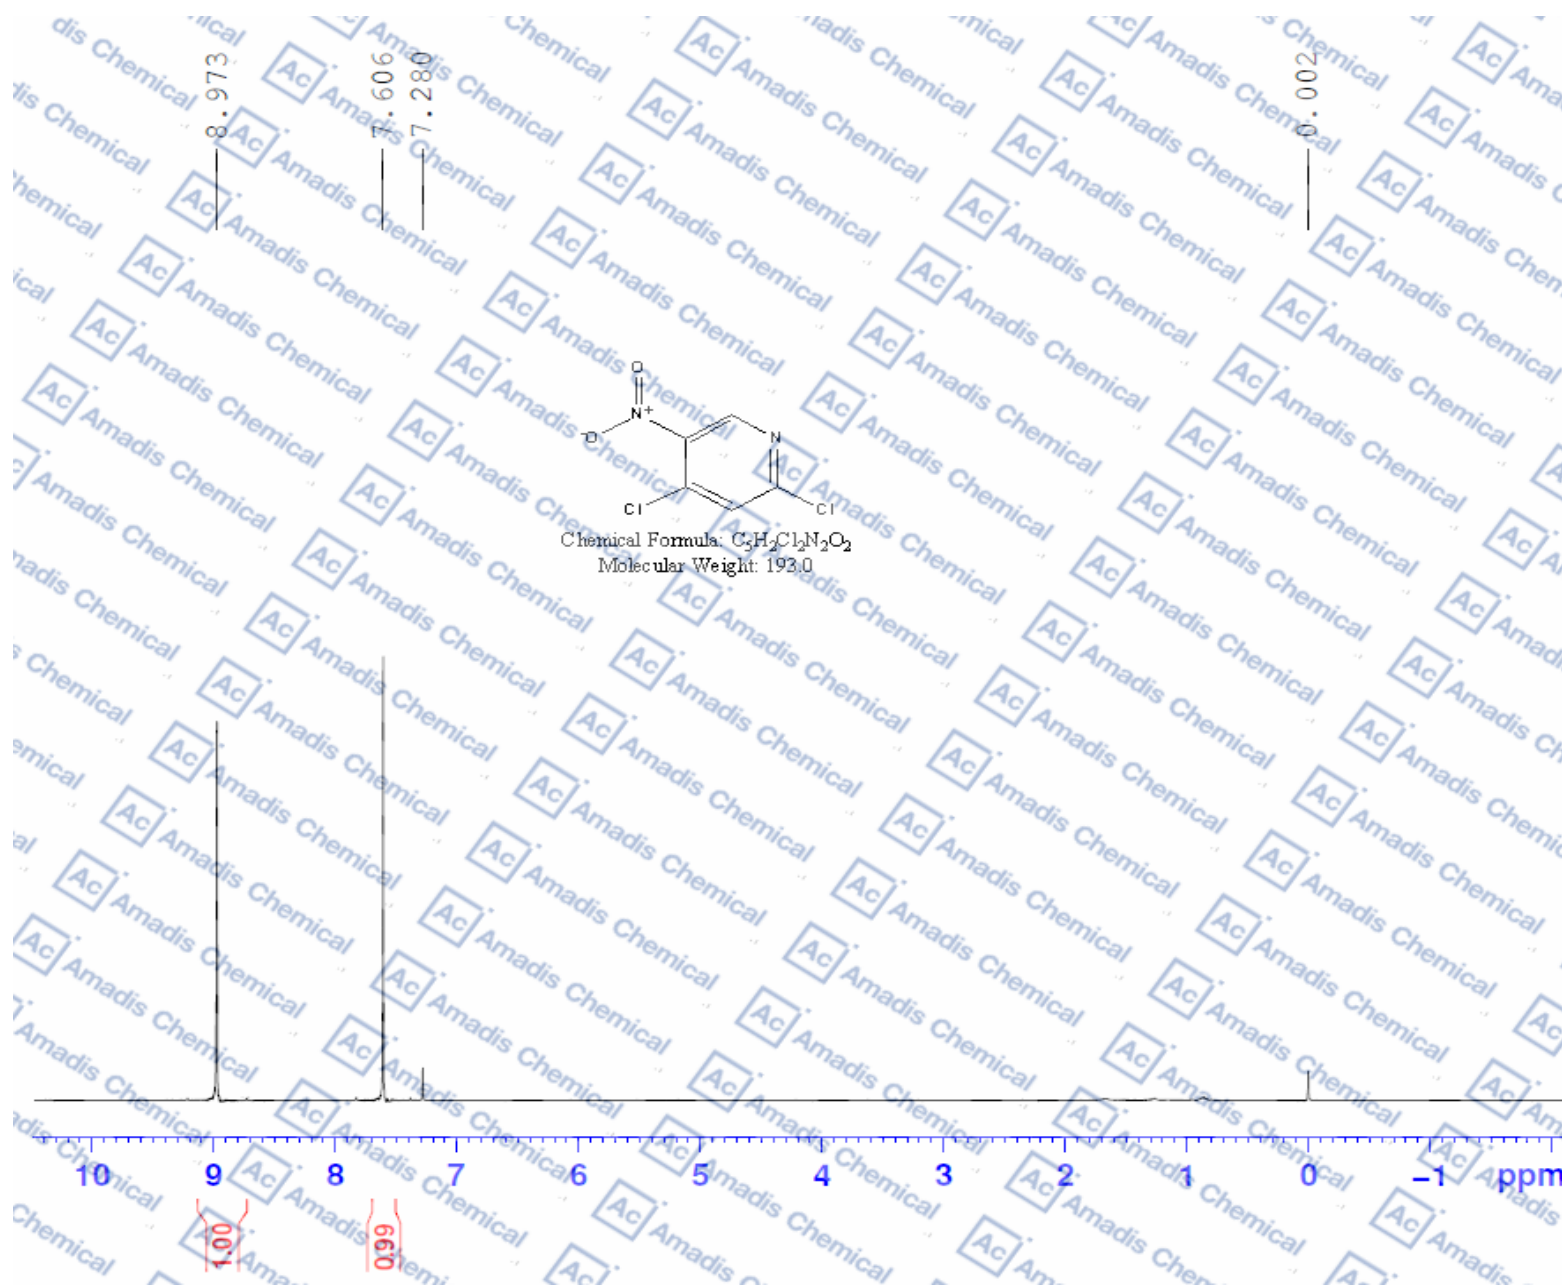 8.973
7.606
7.280
0.002
O
N+
-O
N
Cl
Cl
Chemical Formula: C5H2Cl2N2O2
Molecular Weight: 193.0
10 9 8 7 6 5 4 3 2 1 0 −1 ppm
1.00
0.99
Ac Amadis Chemical